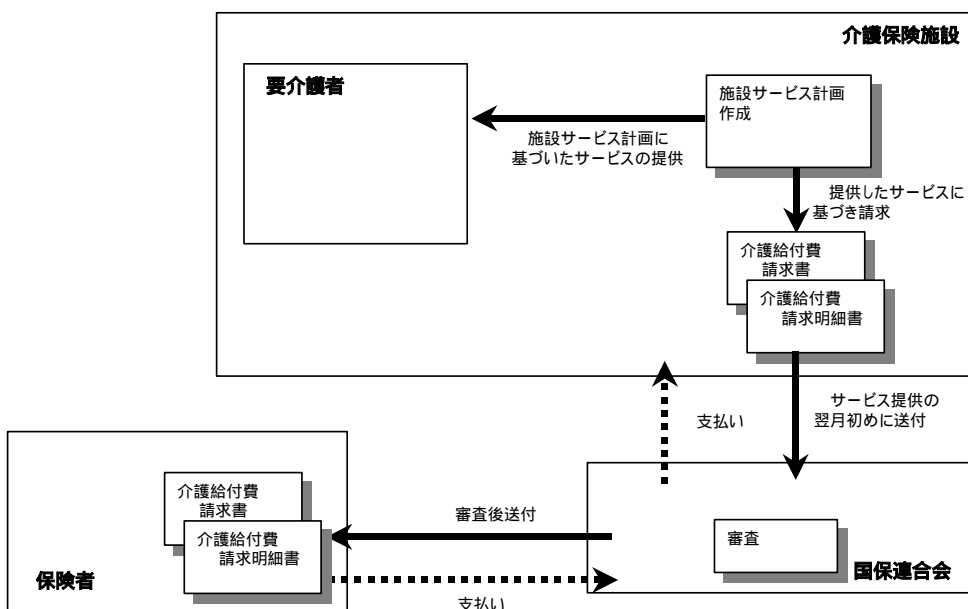 介護保険施設
要介護者
施設サービス計画
作成
施設サービス計画に
基づいたサービスの提供
提供したサービスに
基づき請求
介護給付費
請求書
介護給付費
請求明細書
サービス提供の
翌月初めに送付
支払い
介護給付費
請求書
介護給付費
請求明細書
保険者
審査後送付
審査
国保連合会
支払い